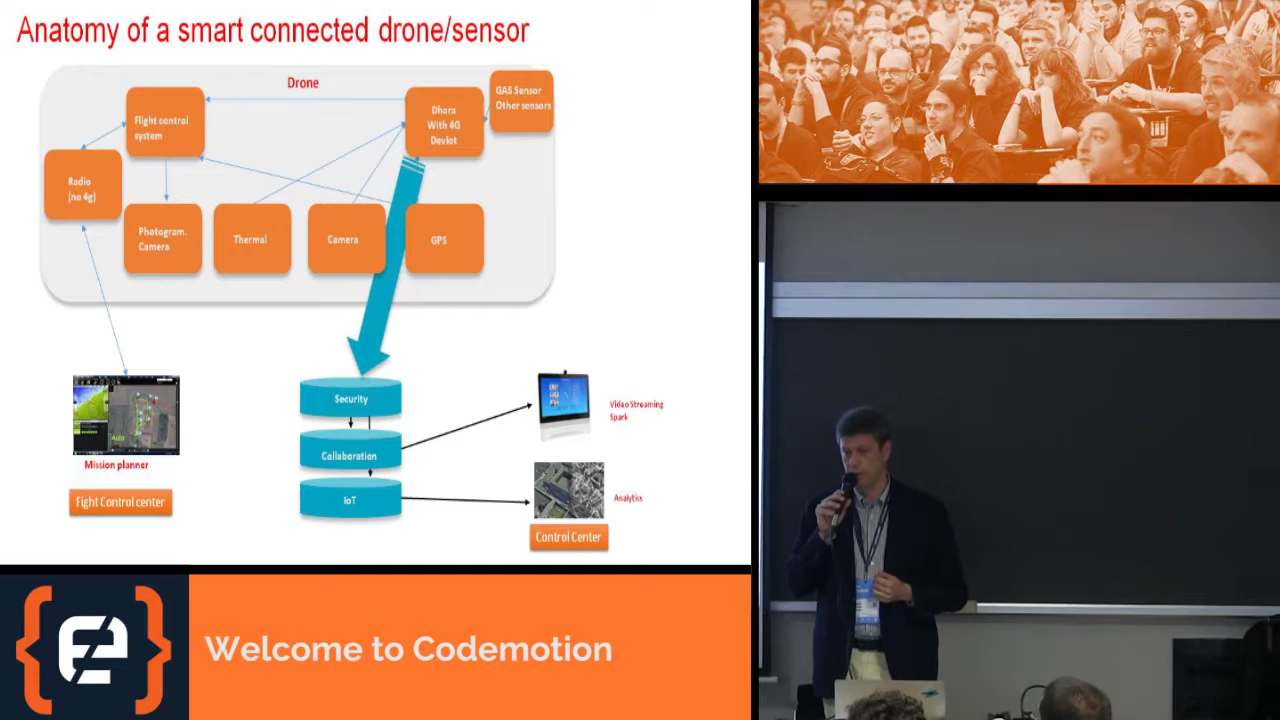 Anatomy of a smart connected drone/sensor
Drone
Flight control
system
Dhara
With 4G
DevIot
GAS Sensor
Other sensors
Radio
(no 4g)
Photogram.
Camera
Thermal
Camera
GPS
Security
Collaboration
IoT
Video Streaming
Spark
Mission planner
Analytics
Fight Control center
Control Center
Auto
Welcome to Codemotion